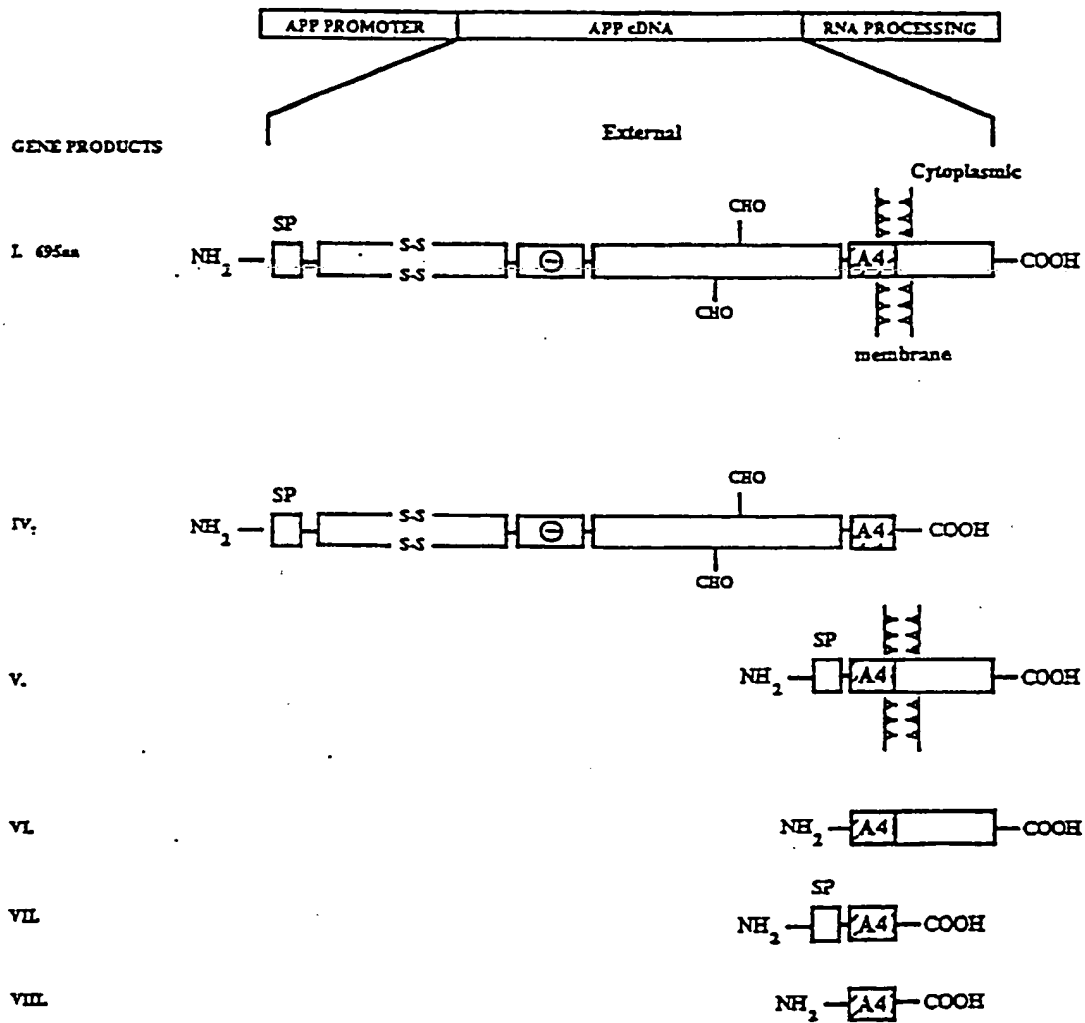 APP PROMOTER APP cDNA RNA PROCESSING
External
GENE PRODUCTS
Cytoplasmic
SP CHO
I. 695aa NH2 S-S S-S ⊖ A4 COOH
CHO
membrane
SP CHO
IV. NH2 S-S S-S ⊖ A4 COOH
CHO
SP
V. NH2 A4 COOH
VI. NH2 A4 COOH
SP
VII. NH2 A4 COOH
VIII. NH2 A4 COOH